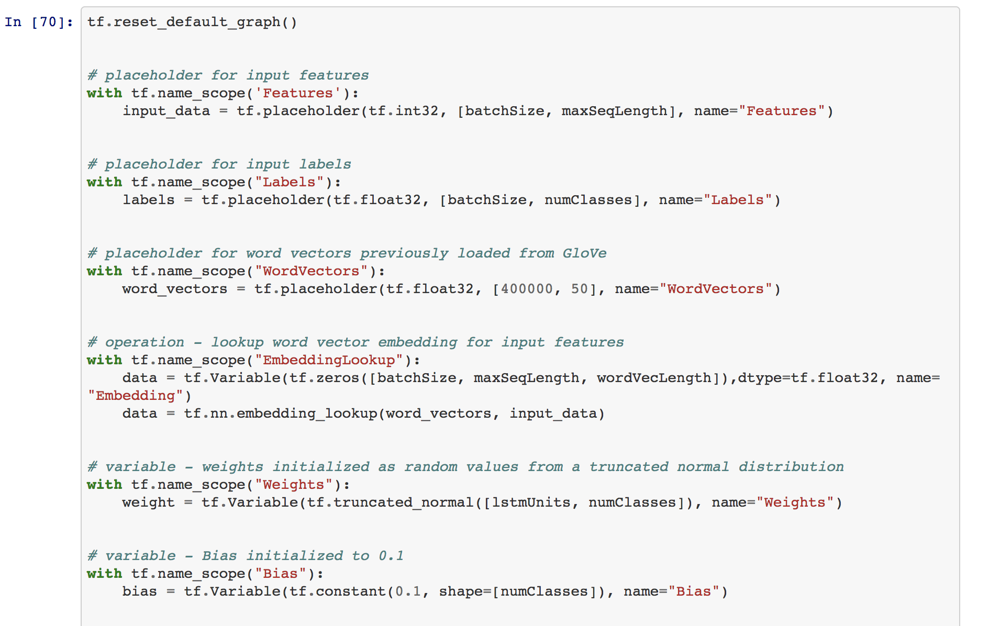 In [70]: tf.reset_default_graph()
# placeholder for input features
with tf.name_scope('Features'):
    input_data = tf.placeholder(tf.int32, [batchSize, maxSeqLength], name="Features")
# placeholder for input labels
with tf.name_scope("Labels"):
    labels = tf.placeholder(tf.float32, [batchSize, numClasses], name="Labels")
# placeholder for word vectors previously loaded from GloVe
with tf.name_scope("WordVectors"):
    word_vectors = tf.placeholder(tf.float32, [400000, 50], name="WordVectors")
# operation – lookup word vector embedding for input features
with tf.name_scope("EmbeddingLookup"):
    data = tf.Variable(tf.zeros([batchSize, maxSeqLength, wordVecLength]),dtype=tf.float32, name=
"Embedding")
    data = tf.nn.embedding_lookup(word_vectors, input_data)
# variable – weights initialized as random values from a truncated normal distribution
with tf.name_scope("Weights"):
    weight = tf.Variable(tf.truncated_normal([lstmUnits, numClasses]), name="Weights")
# variable – Bias initialized to 0.1
with tf.name_scope("Bias"):
    bias = tf.Variable(tf.constant(0.1, shape=[numClasses]), name="Bias")